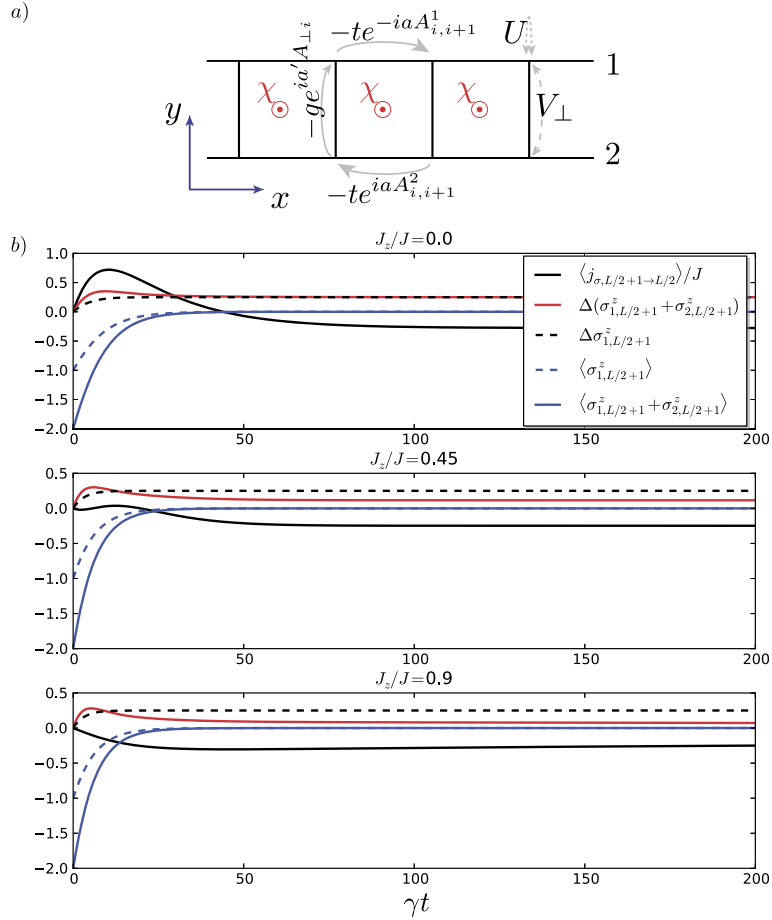 a)
−te^{−iaA^1_{i,i+1}}
U
1
−ge^{ia′A_{⊥i}}
χ
χ
χ
V_⊥
y
2
x
−te^{iaA^2_{i,i+1}}
b)
J_z/J=0.0
1.0
0.5
0.0
−0.5
−1.0
−1.5
−2.0
⟨j_{σ,L/2+1→L/2}⟩/J
Δ(σ^z_{1,L/2+1}+σ^z_{2,L/2+1})
Δσ^z_{1,L/2+1}
⟨σ^z_{1,L/2+1}⟩
⟨σ^z_{1,L/2+1}+σ^z_{2,L/2+1}⟩
0 50 100 150 200
J_z/J=0.45
0.5
0.0
−0.5
−1.0
−1.5
−2.0
0 50 100 150 200
J_z/J=0.9
0.5
0.0
−0.5
−1.0
−1.5
−2.0
0 50 100 150 200
γt